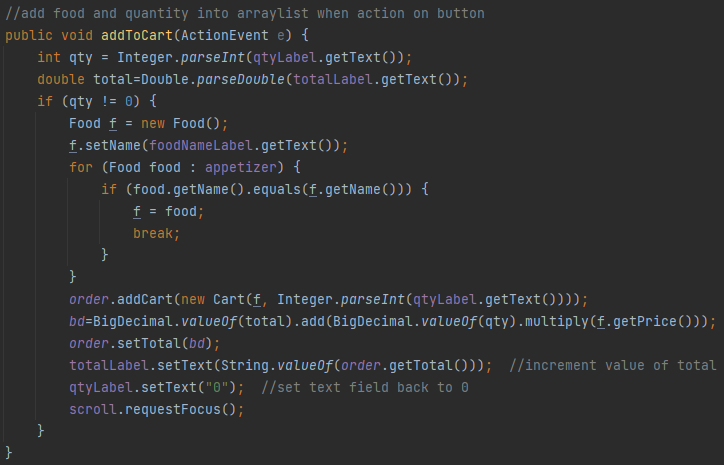 //add food and quantity into arraylist when action on button
public void addToCart(ActionEvent e) {
    int qty = Integer.parseInt(qtyLabel.getText());
    double total=Double.parseDouble(totalLabel.getText());
    if (qty != 0) {
        Food f = new Food();
        f.setName(foodNameLabel.getText());
        for (Food food : appetizer) {
            if (food.getName().equals(f.getName())) {
                f = food;
                break;
            }
        }
        order.addCart(new Cart(f, Integer.parseInt(qtyLabel.getText())));
        bd=BigDecimal.valueOf(total).add(BigDecimal.valueOf(qty).multiply(f.getPrice()));
        order.setTotal(bd);
        totalLabel.setText(String.valueOf(order.getTotal()));  //increment value of total
        qtyLabel.setText("0");  //set text field back to 0
        scroll.requestFocus();
    }
}